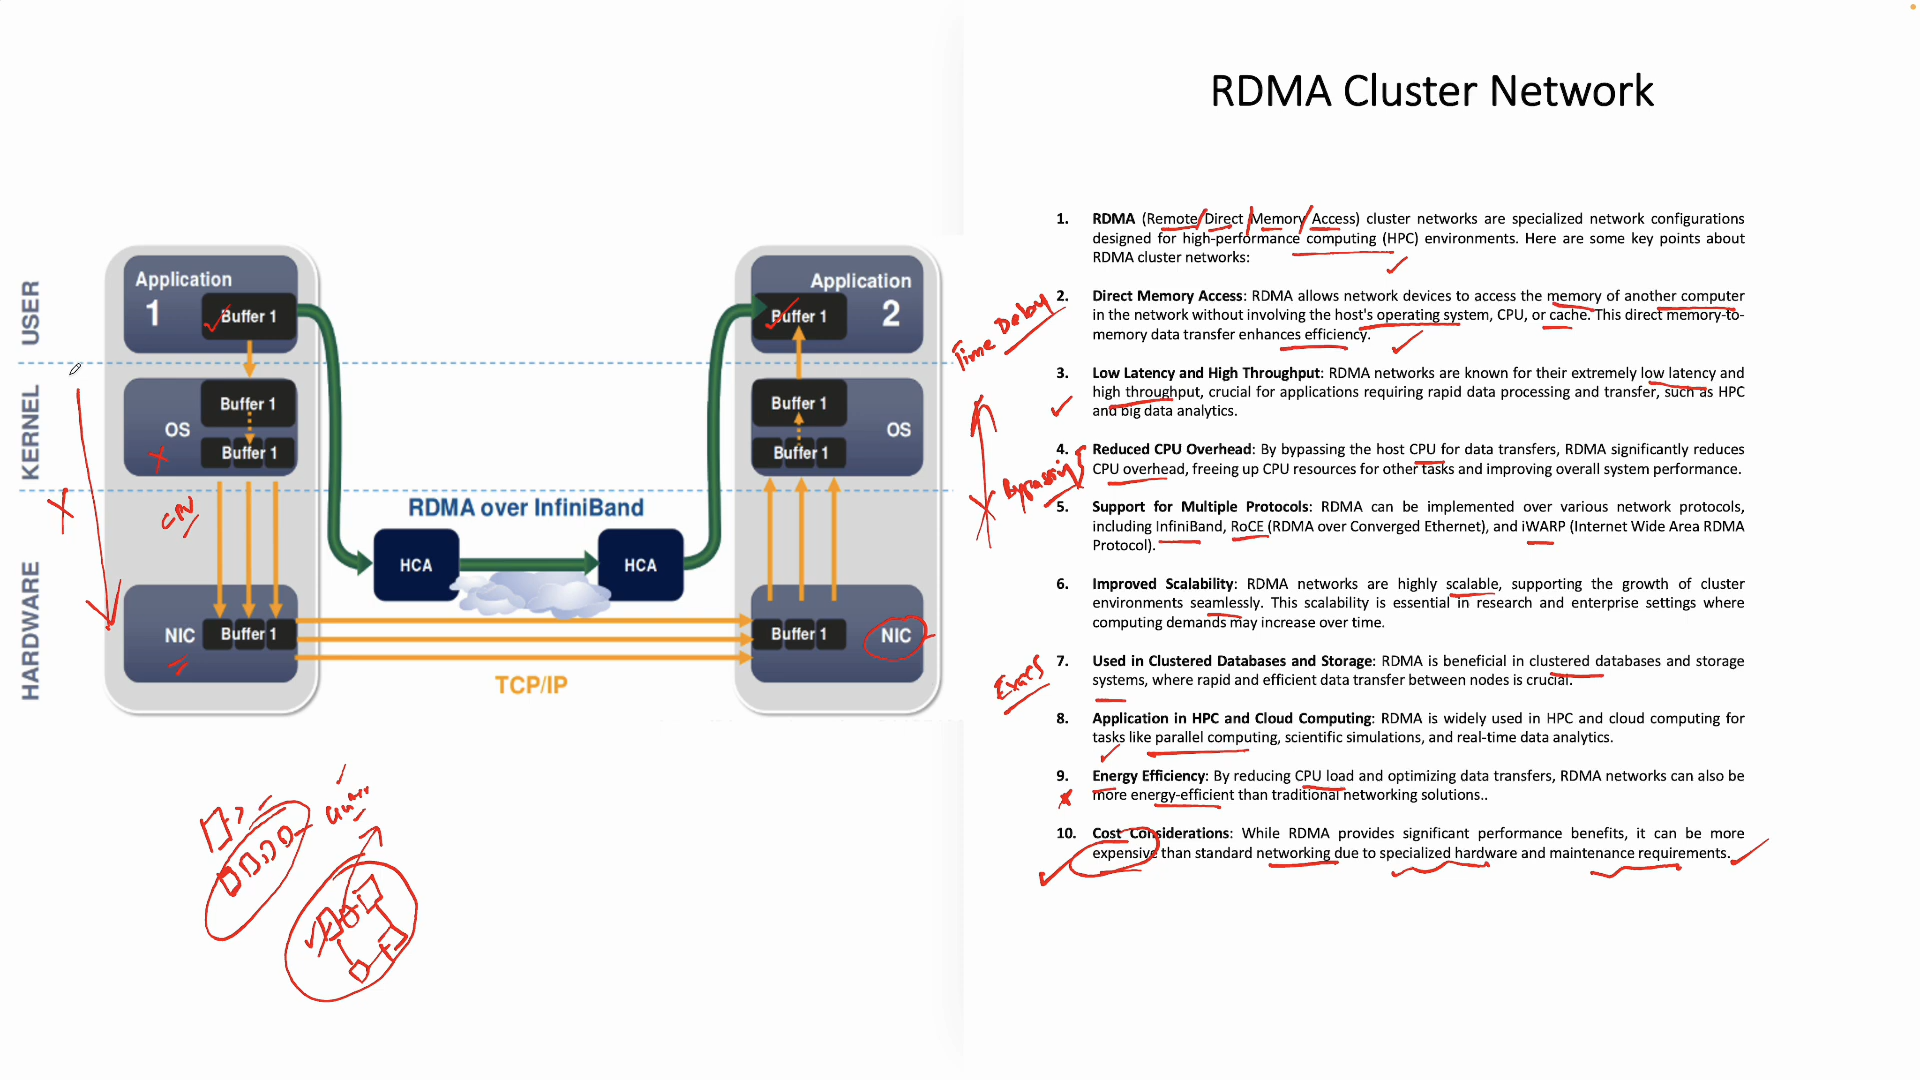 RDMA Cluster Network
USER
KERNEL
HARDWARE
Application
1
Buffer 1
Buffer 1
OS
Buffer 1
CPU
NIC
Buffer 1
RDMA over InfiniBand
HCA
HCA
TCP/IP
Application
Buffer 1
2
Buffer 1
OS
Buffer 1
Buffer 1
NIC
Time Delay
Bypassing
1. RDMA (Remote Direct Memory Access) cluster networks are specialized network configurations
designed for high-performance computing (HPC) environments. Here are some key points about
RDMA cluster networks:
2. Direct Memory Access: RDMA allows network devices to access the memory of another computer
in the network without involving the host's operating system, CPU, or cache. This direct memory-to-
memory data transfer enhances efficiency.
3. Low Latency and High Throughput: RDMA networks are known for their extremely low latency and
high throughput, crucial for applications requiring rapid data processing and transfer, such as HPC
and big data analytics.
4. Reduced CPU Overhead: By bypassing the host CPU for data transfers, RDMA significantly reduces
CPU overhead, freeing up CPU resources for other tasks and improving overall system performance.
5. Support for Multiple Protocols: RDMA can be implemented over various network protocols,
including InfiniBand, RoCE (RDMA over Converged Ethernet), and iWARP (Internet Wide Area RDMA
Protocol).
6. Improved Scalability: RDMA networks are highly scalable, supporting the growth of cluster
environments seamlessly. This scalability is essential in research and enterprise settings where
computing demands may increase over time.
7. Used in Clustered Databases and Storage: RDMA is beneficial in clustered databases and storage
systems, where rapid and efficient data transfer between nodes is crucial.
8. Application in HPC and Cloud Computing: RDMA is widely used in HPC and cloud computing for
tasks like parallel computing, scientific simulations, and real-time data analytics.
9. Energy Efficiency: By reducing CPU load and optimizing data transfers, RDMA networks can also be
more energy-efficient than traditional networking solutions..
10. Cost Considerations: While RDMA provides significant performance benefits, it can be more
expensive than standard networking due to specialized hardware and maintenance requirements.